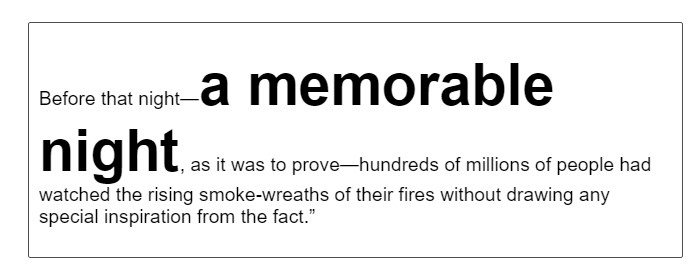 Before that night—a memorable
night, as it was to prove—hundreds of millions of people had
watched the rising smoke-wreaths of their fires without drawing any
special inspiration from the fact.”